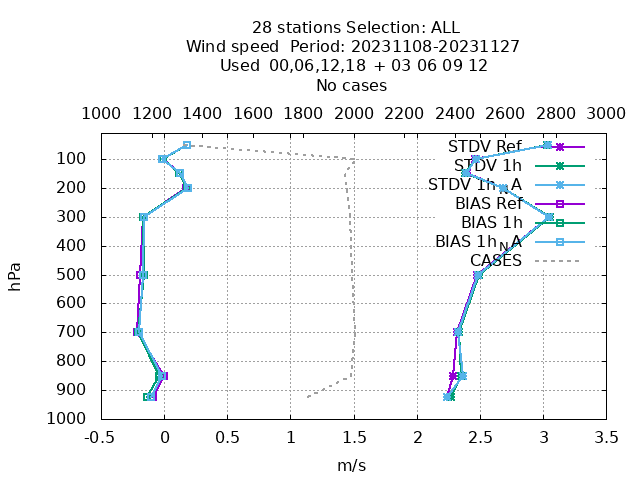 28 stations Selection: ALL
Wind speed  Period: 20231108-20231127
Used  00,06,12,18 + 03 06 09 12
No cases
1000 1200 1400 1600 1800 2000 2200 2400 2600 2800 3000
STDV Ref
STDV 1h
STDV 1h_NA
BIAS Ref
BIAS 1h
BIAS 1h_NA
CASES
hPa
100
200
300
400
500
600
700
800
900
1000
-0.5 0 0.5 1 1.5 2 2.5 3 3.5
m/s